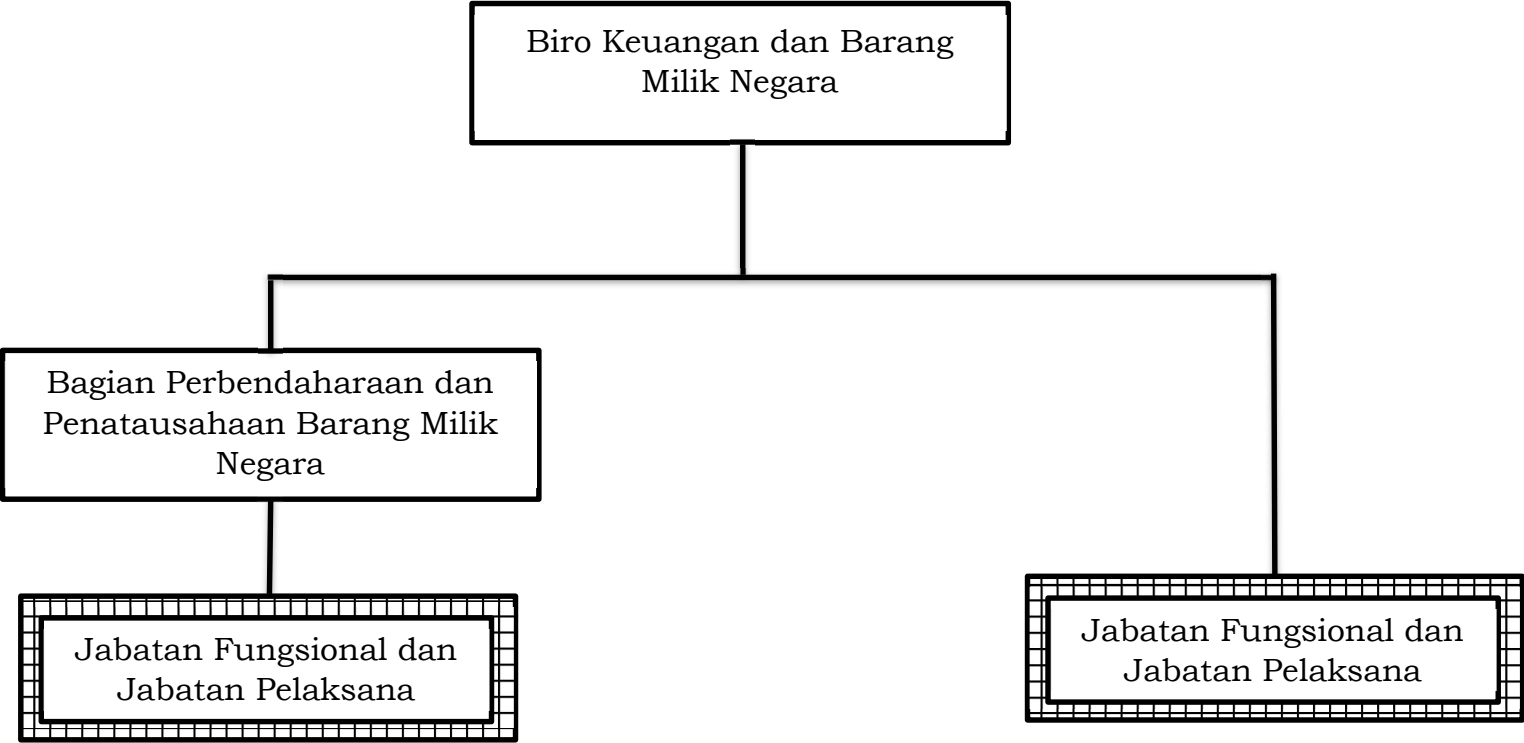 Biro Keuangan dan Barang
Milik Negara
Bagian Perbendaharaan dan
Penatausahaan Barang Milik
Negara
Jabatan Fungsional dan
Jabatan Pelaksana
Jabatan Fungsional dan
Jabatan Pelaksana